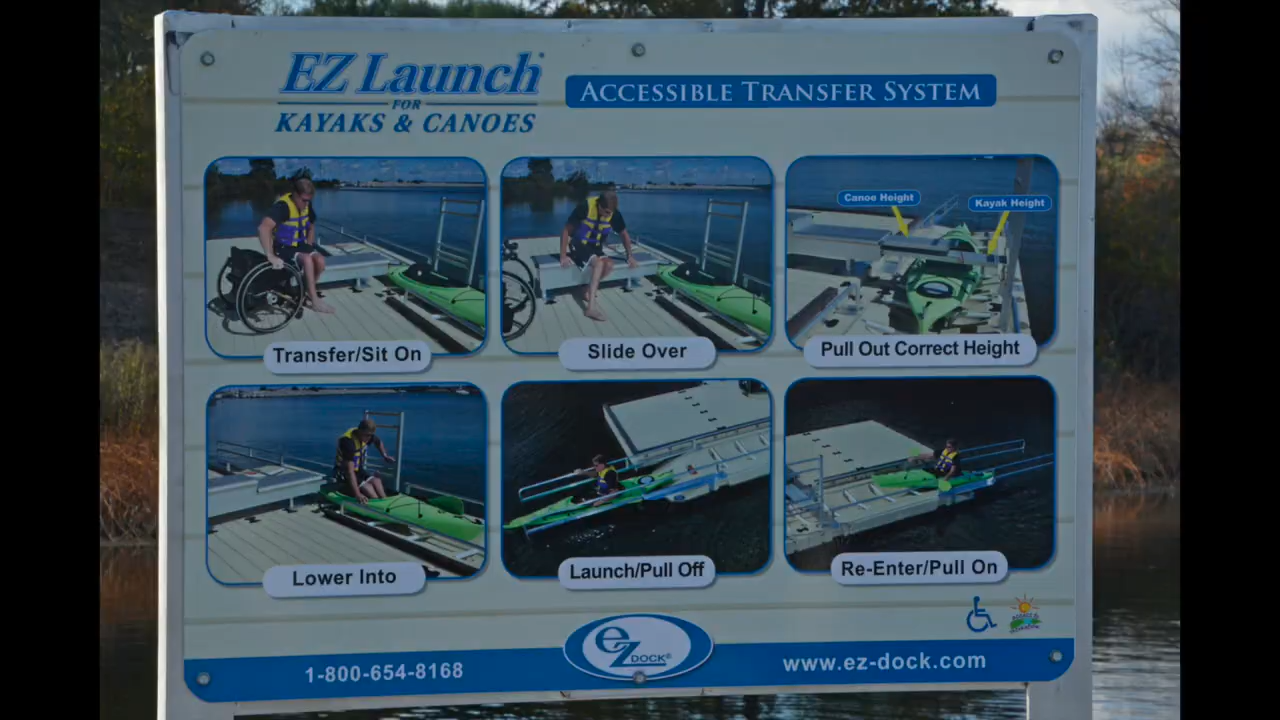 EZ Launch
FOR
KAYAKS & CANOES
ACCESSIBLE TRANSFER SYSTEM
Canoe Height
Kayak Height
Transfer/Sit On
Slide Over
Pull Out Correct Height
Lower Into
Launch/Pull Off
Re-Enter/Pull On
1-800-654-8168
eZ DOCK®
www.ez-dock.com